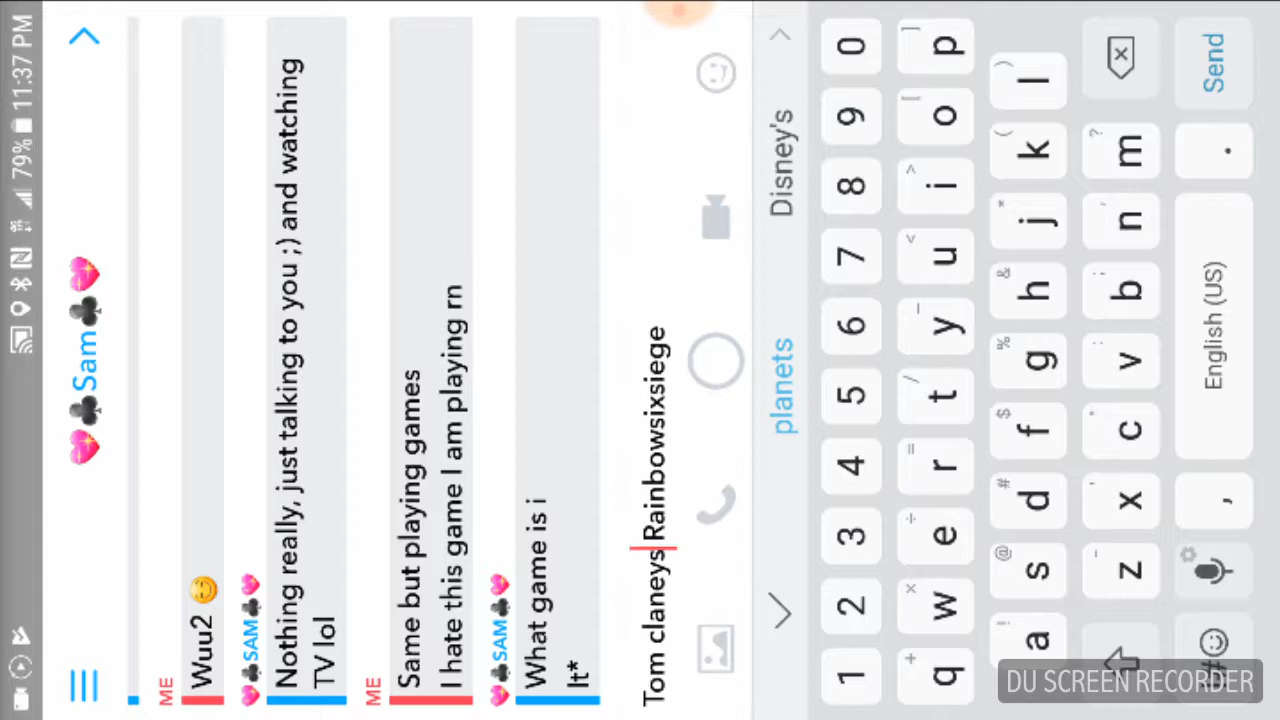 79% 11:37 PM
Sam
ME
Wuu2
SAM
Nothing really, just talking to you ;) and watching
TV lol
ME
Same but playing games
I hate this game I am playing rn
SAM
What game is i
It*
Tom claneys Rainbowsixsiege
planets Disney's
1 2 3 4 5 6 7 8 9 0
q w e r t y u i o p
a s d f g h j k l
z x c v b n m
, English (US) . Send
DU SCREEN RECORDER